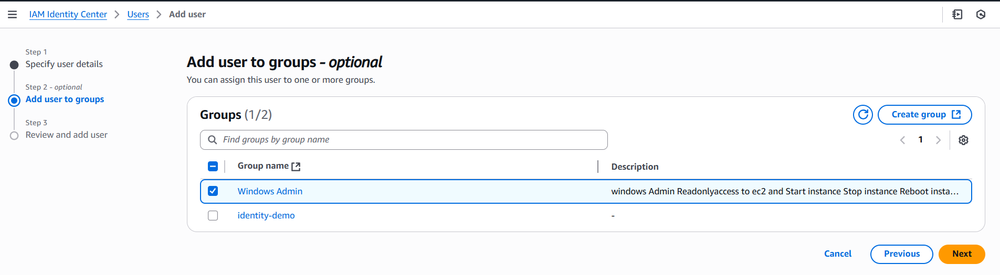 IAM Identity Center > Users > Add user
Step 1
Specify user details
Step 2 - optional
Add user to groups
Step 3
Review and add user
Add user to groups - optional
You can assign this user to one or more groups.
Groups (1/2)
Create group
Find groups by group name
1
Group name
Description
Windows Admin
windows Admin Readonlyaccess to ec2 and Start instance Stop instance Reboot insta...
identity-demo
-
Cancel
Previous
Next